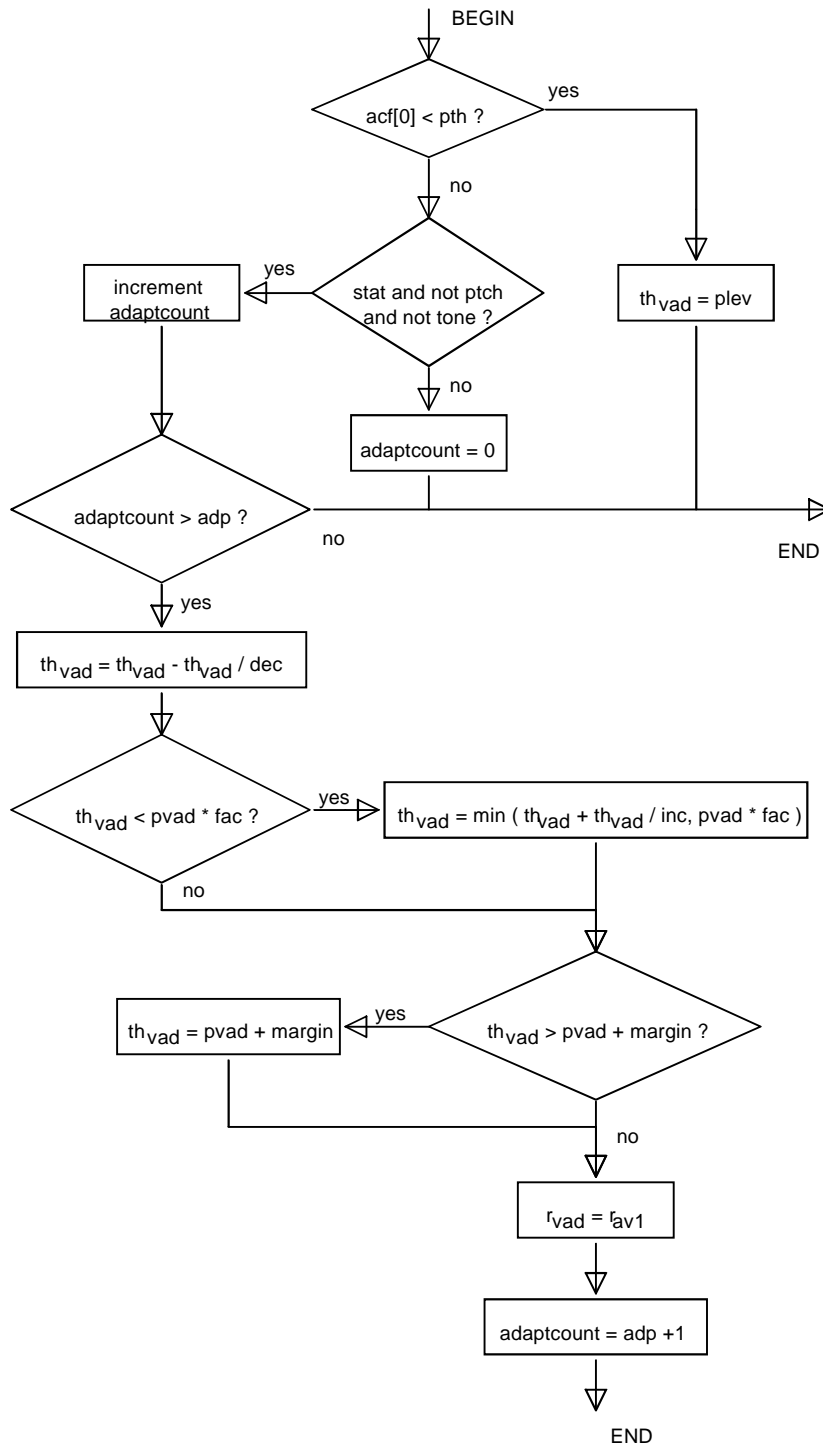 BEGIN
acf[0] < pth ?
yes
no
stat and not ptch
and not tone ?
yes
increment
adaptcount
th vad = plev
no
adaptcount = 0
adaptcount > adp ?
no
END
yes
th vad = th vad - th vad / dec
th vad < pvad * fac ?
yes
th vad = min ( th vad + th vad / inc, pvad * fac )
no
th vad > pvad + margin ?
yes
th vad = pvad + margin
no
r vad = r av1
adaptcount = adp +1
END